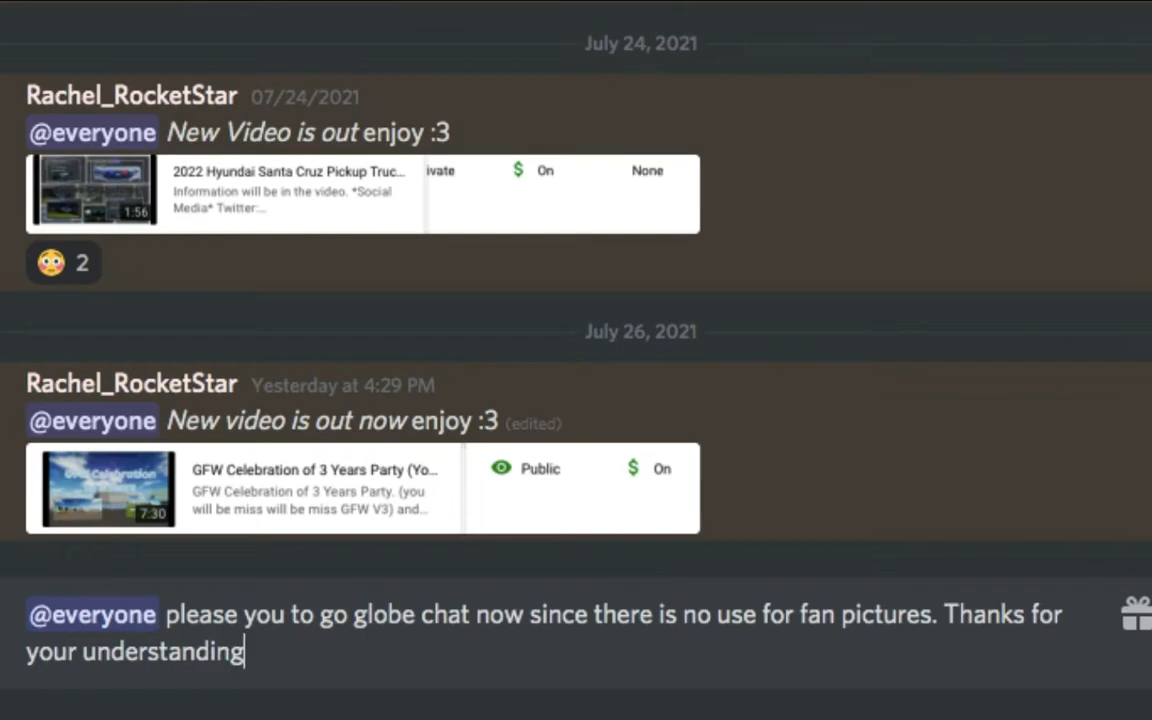 July 24, 2021
Rachel_RocketStar 07/24/2021
@everyone New Video is out enjoy :3
2022 Hyundai Santa Cruz Pickup Truc... ivate $ On None
Information will be in the video. *Social
Media* Twitter:...
1:56
2
July 26, 2021
Rachel_RocketStar Yesterday at 4:29 PM
@everyone New video is out now enjoy :3 (edited)
GFW Celebration of 3 Years Party (Yo... Public $ On
GFW Celebration of 3 Years Party. (you
will be miss will be miss GFW V3) and...
7:30
@everyone please you to go globe chat now since there is no use for fan pictures. Thanks for
your understanding